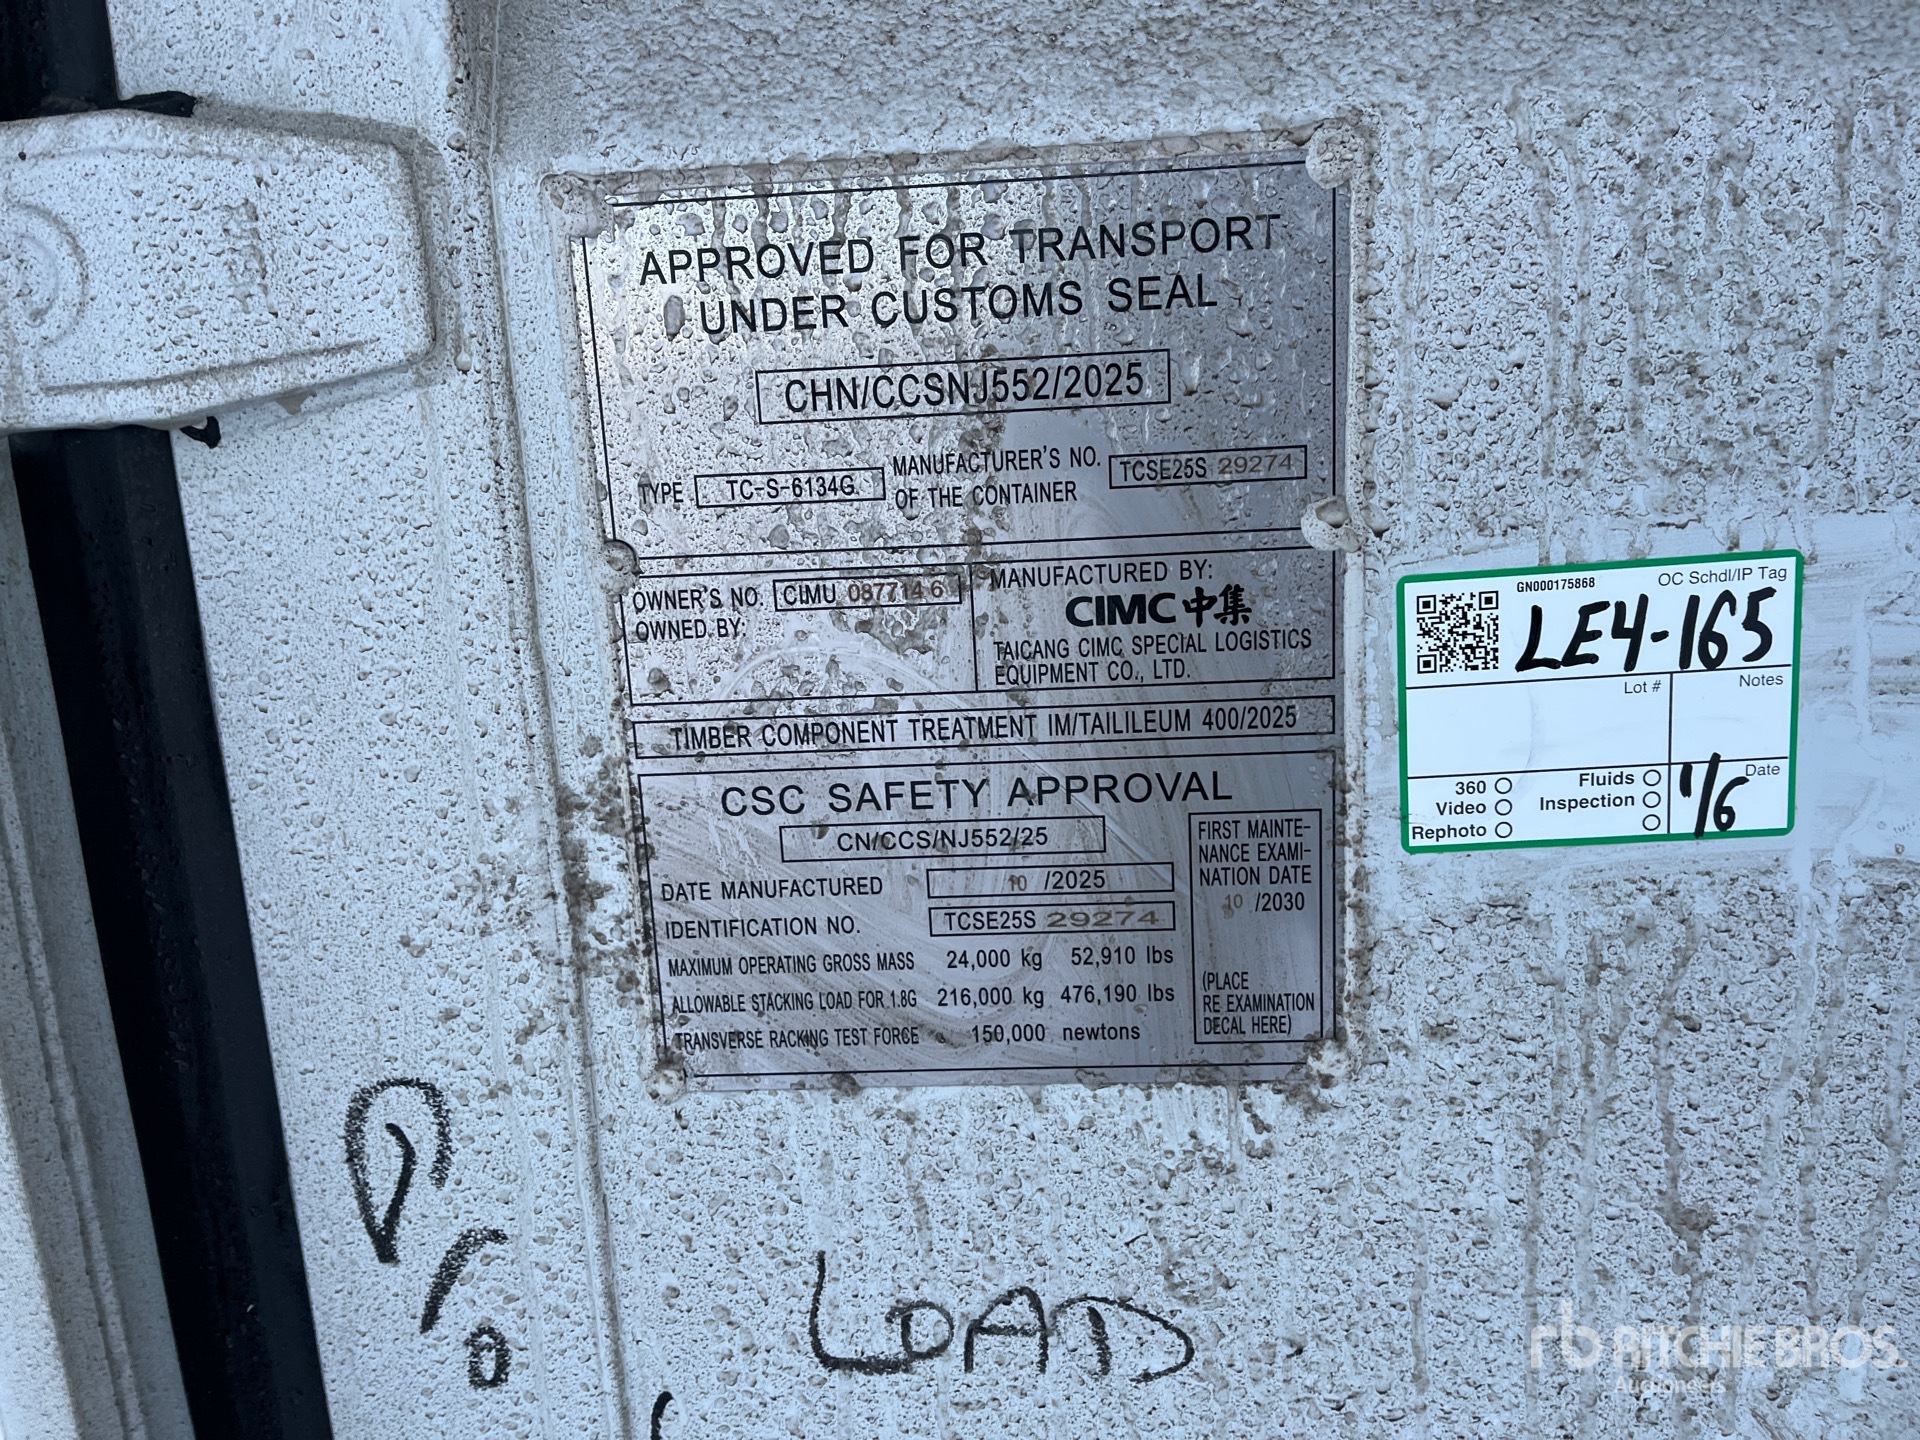 APPROVED FOR TRANSPORT
UNDER CUSTOMS SEAL
CHN/CCSNJ552/2025
TYPE TC-S-6134G
MANUFACTURER'S NO. TCSE25S 29274
OF THE CONTAINER
OWNER'S NO. CIMU 0877146
OWNED BY:
MANUFACTURED BY:
CIMC 中集
TAICANG CIMC SPECIAL LOGISTICS
EQUIPMENT CO., LTD.
TIMBER COMPONENT TREATMENT IM/TAILILEUM 400/2025
CSC SAFETY APPROVAL
CN/CCS/NJ552/25
DATE MANUFACTURED 10 /2025
IDENTIFICATION NO. TCSE25S 29274
MAXIMUM OPERATING GROSS MASS 24,000 kg 52,910 lbs
ALLOWABLE STACKING LOAD FOR 1.8G 216,000 kg 476,190 lbs
TRANSVERSE RACKING TEST FORCE 150,000 newtons
FIRST MAINTE-
NANCE EXAMI-
NATION DATE
10 /2030
(PLACE
RE EXAMINATION
DECAL HERE)
GN000175868
OC Schdl/IP Tag
LE4-165
Lot #
Notes
360
Video
Rephoto
Fluids
Inspection
Date
1/6
LOAD
rb RITCHIE BROS.
Auctioneers